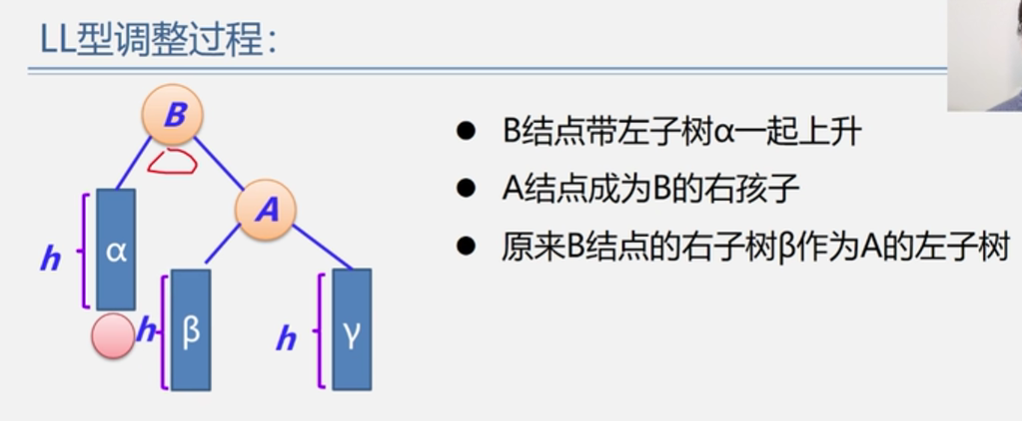 LL型调整过程：
B
A
h
α
h
β
h
γ
● B结点带左子树α一起上升
● A结点成为B的右孩子
● 原来B结点的右子树β作为A的左子树